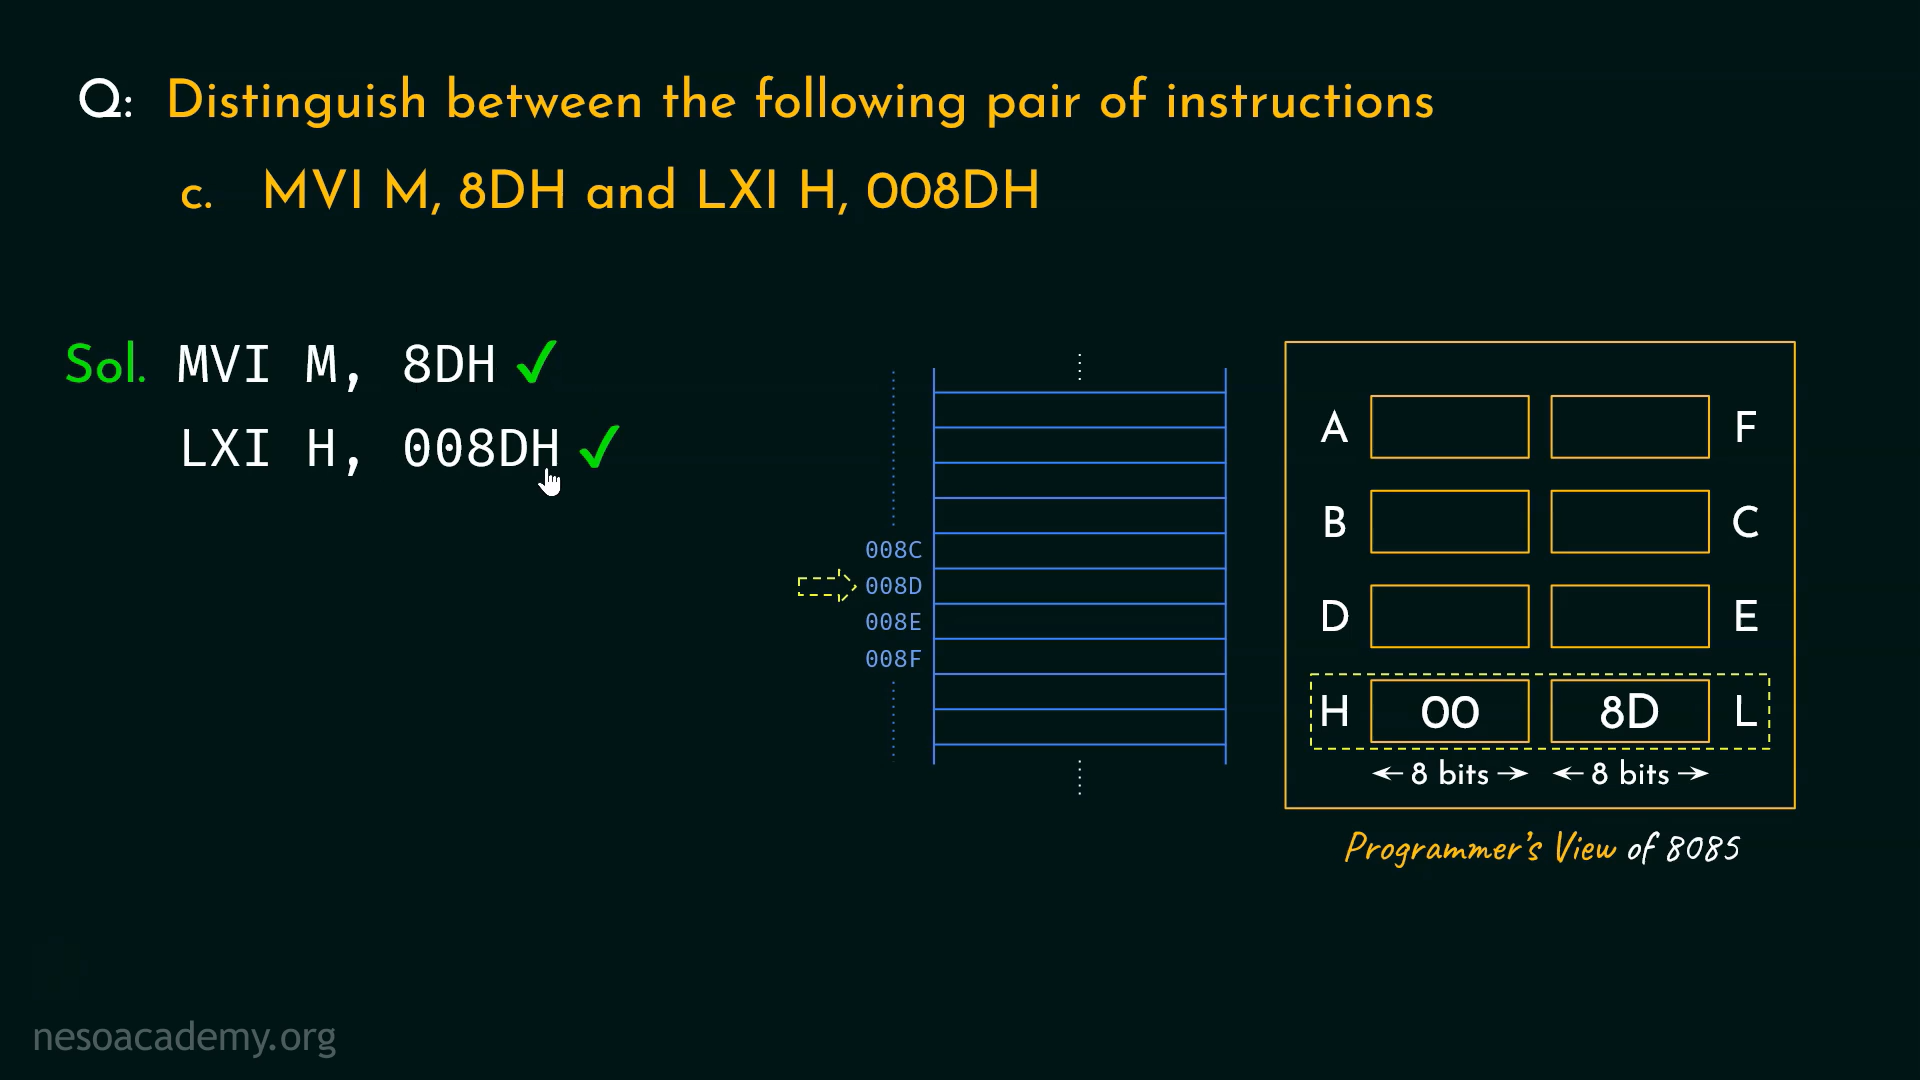 Q: Distinguish between the following pair of instructions
c. MVI M, 8DH and LXI H, 008DH
Sol. MVI M, 8DH ✓
LXI H, 008DH ✓
008C
008D
008E
008F
A F
B C
D E
H 00 8D L
8 bits 8 bits
Programmer's View of 8085
nesoacademy.org